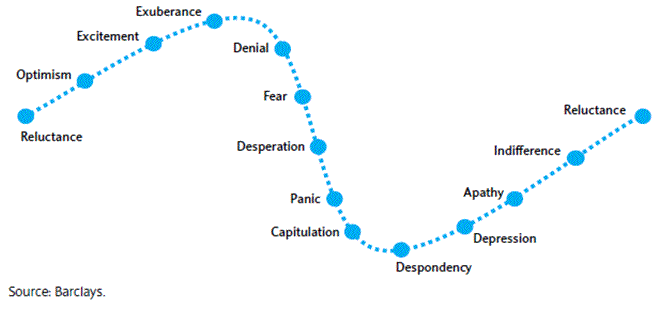 Exuberance
Excitement
Denial
Optimism
Fear
Reluctance
Reluctance
Desperation
Indifference
Panic
Apathy
Capitulation
Depression
Despondency
Source: Barclays.